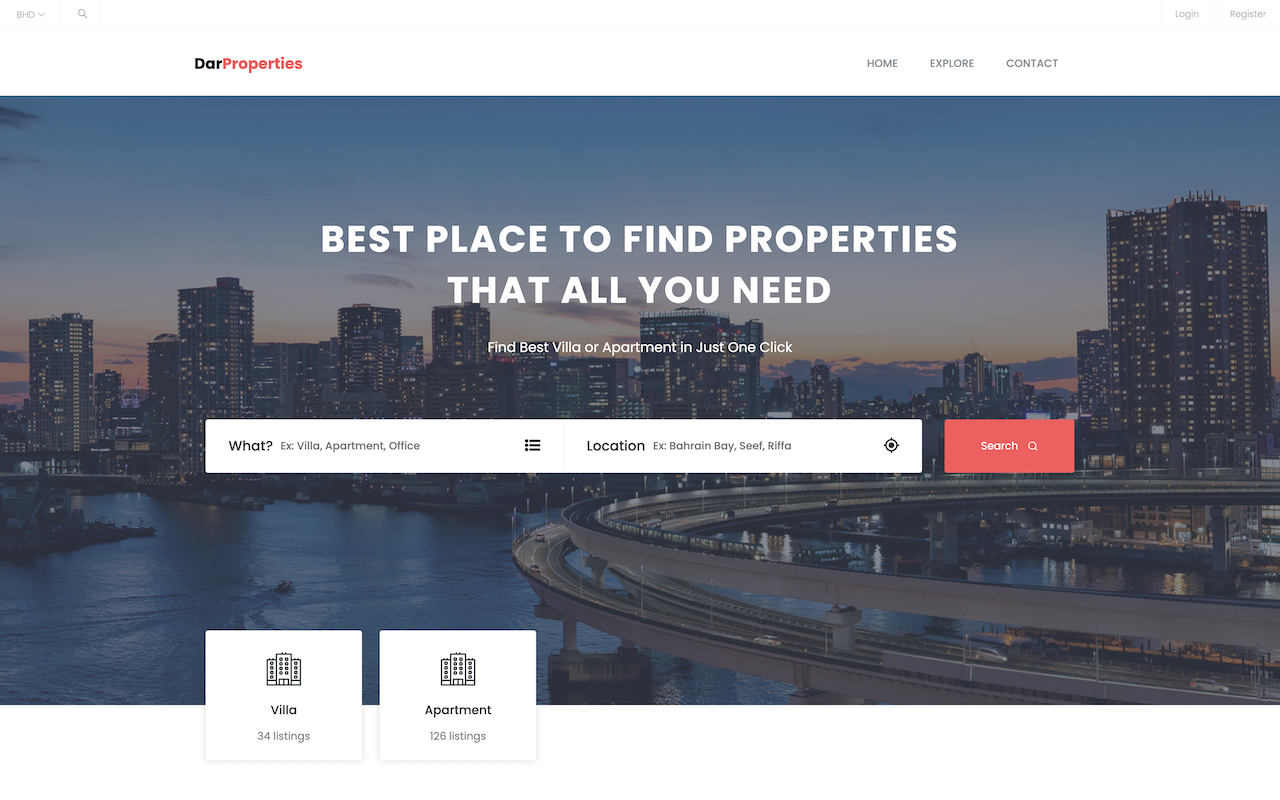 BHD
Login
Register
DarProperties
HOME
EXPLORE
CONTACT
BEST PLACE TO FIND PROPERTIES
THAT ALL YOU NEED
Find Best Villa or Apartment in Just One Click
What? Ex: Villa, Apartment, Office
Location Ex: Bahrain Bay, Seef, Riffa
Search
Villa
34 listings
Apartment
126 listings